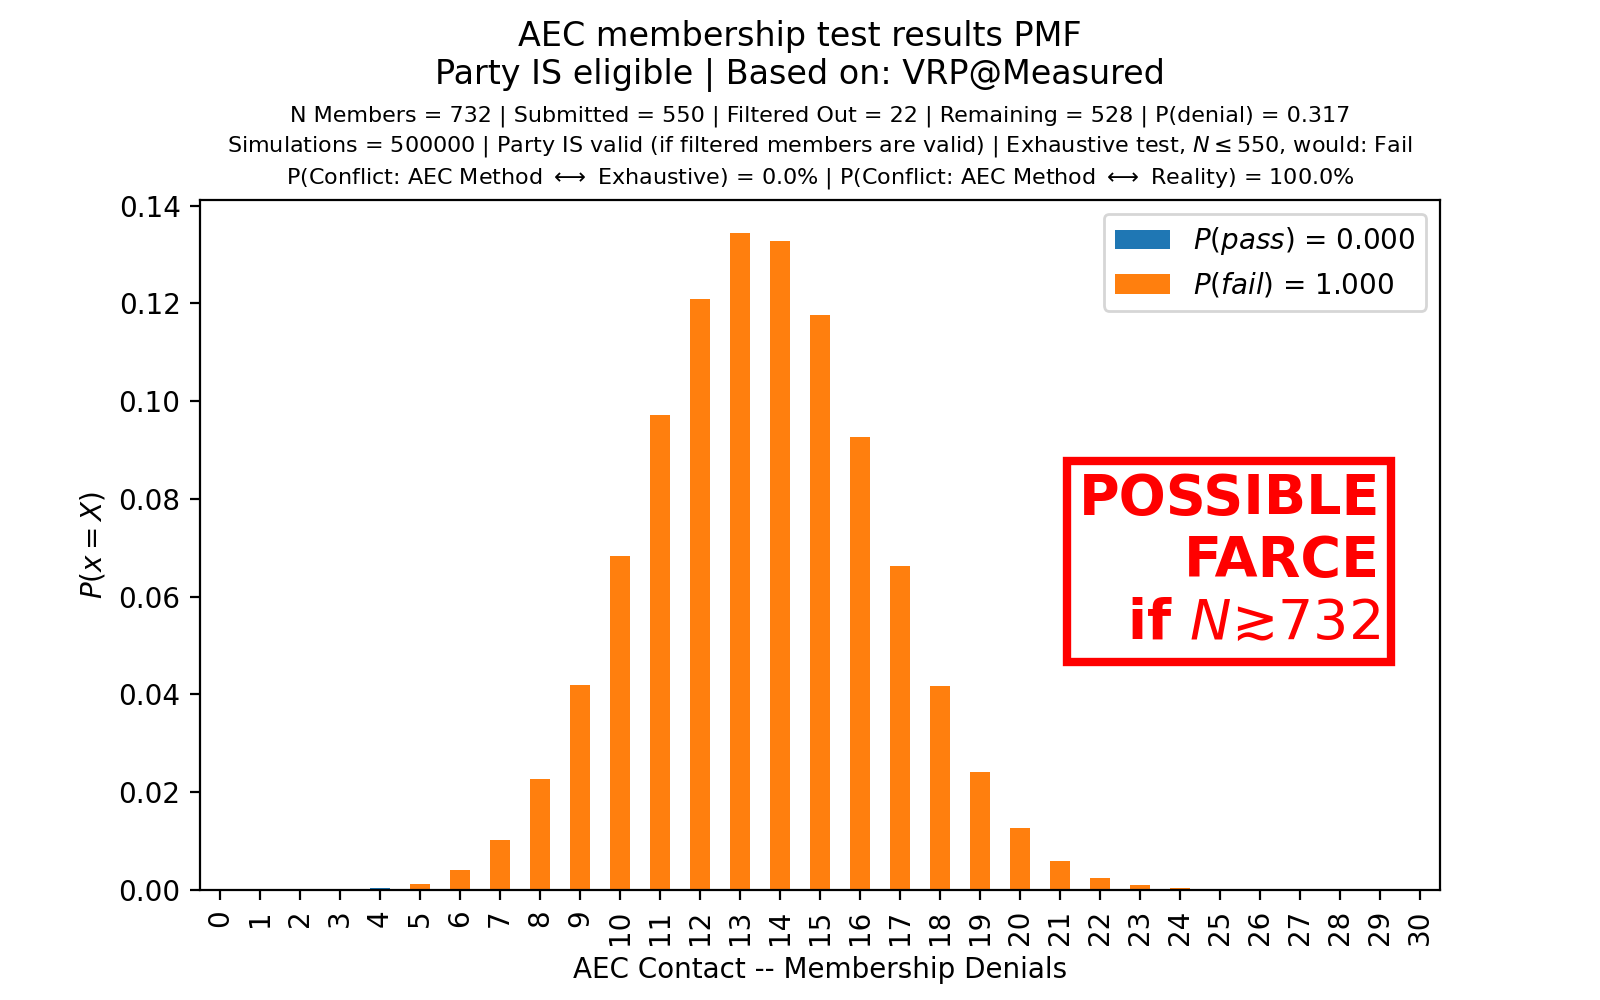 AEC membership test results PMF
Party IS eligible | Based on: VRP@Measured
N Members = 732 | Submitted = 550 | Filtered Out = 22 | Remaining = 528 | P(denial) = 0.317
Simulations = 500000 | Party IS valid (if filtered members are valid) | Exhaustive test, N ≤ 550, would: Fail
P(Conflict: AEC Method ⟷ Exhaustive) = 0.0% | P(Conflict: AEC Method ⟷ Reality) = 100.0%
P(pass) = 0.000
P(fail) = 1.000
POSSIBLE
FARCE
if N≳732
P(x = X)
0.14
0.12
0.10
0.08
0.06
0.04
0.02
0.00
0 1 2 3 4 5 6 7 8 9 10 11 12 13 14 15 16 17 18 19 20 21 22 23 24 25 26 27 28 29 30
AEC Contact -- Membership Denials